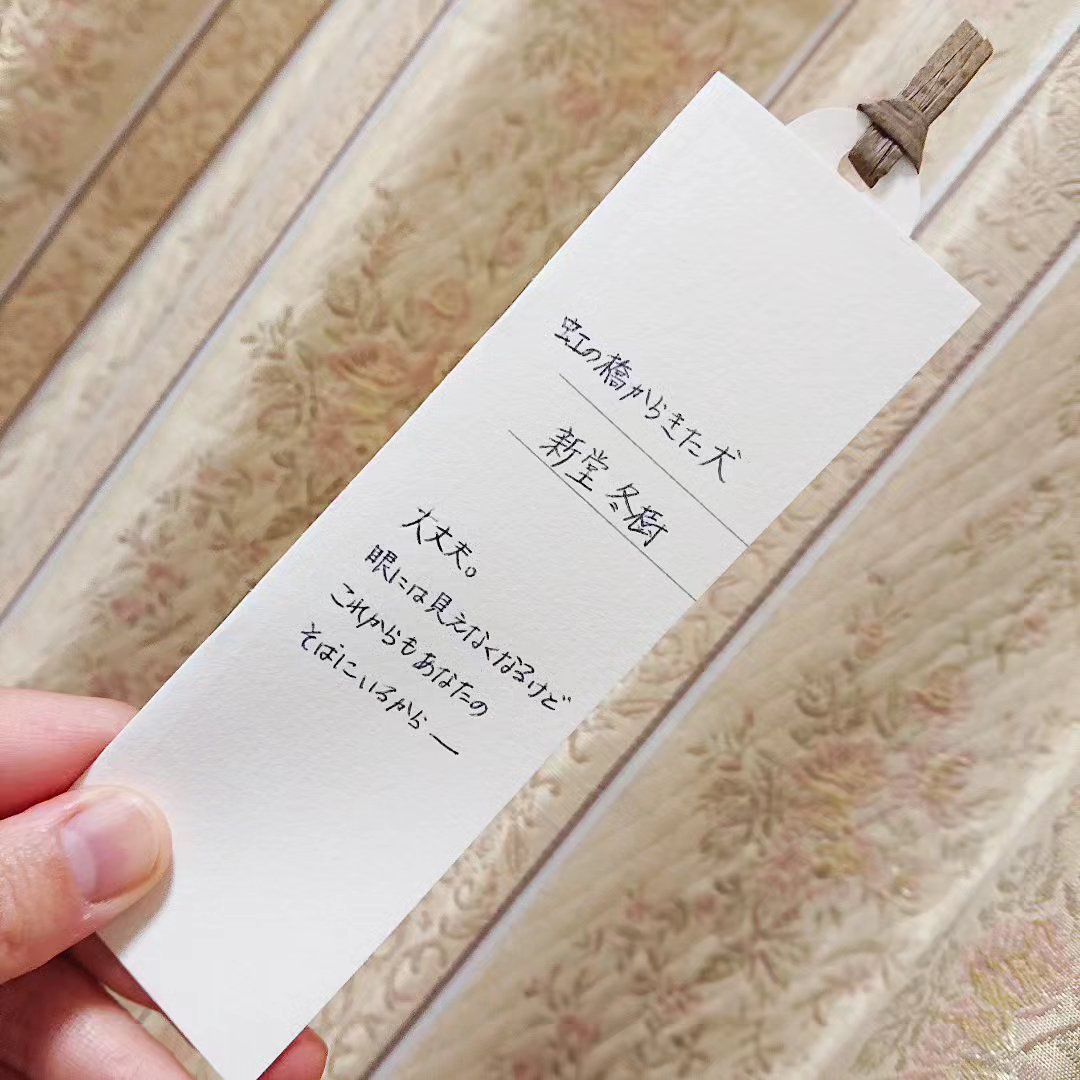 虹の橋からきた犬
新堂 冬樹
大丈夫。
眼には見えなくなるけど
これからもあなたの
そばにいるから―